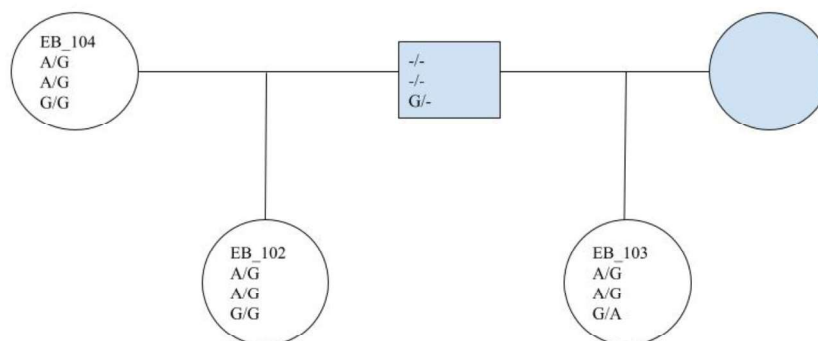 EB_104
A/G
A/G
G/G
-/-
-/-
G/-
EB_102
A/G
A/G
G/G
EB_103
A/G
A/G
G/A